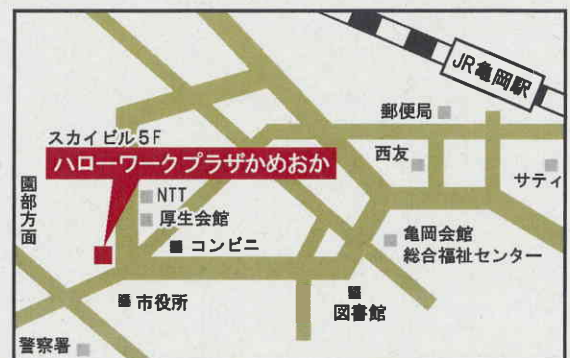 JR亀岡駅
郵便局
スカイビル5F
ハローワークプラザかめおか
西友
サティ
園部方面
NTT
厚生会館
コンビニ
亀岡会館
総合福祉センター
市役所
図書館
警察署